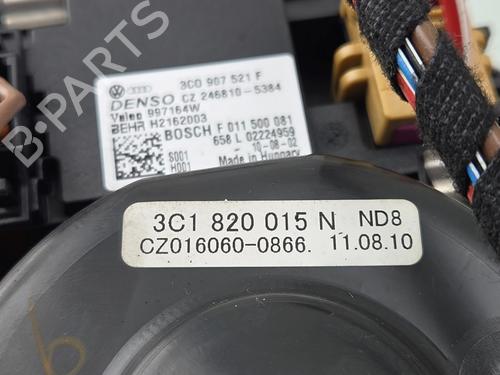 3C0 907 521 F
DENSO CZ 246810-5384
Valeo 997164W
BEHR H2162003
BOSCH F 011 500 081
658 L 02224959
10-08-02
S001
H001 Made in Hungary
3C1 820 015 N ND8
CZ016060-0866. 11.08.10